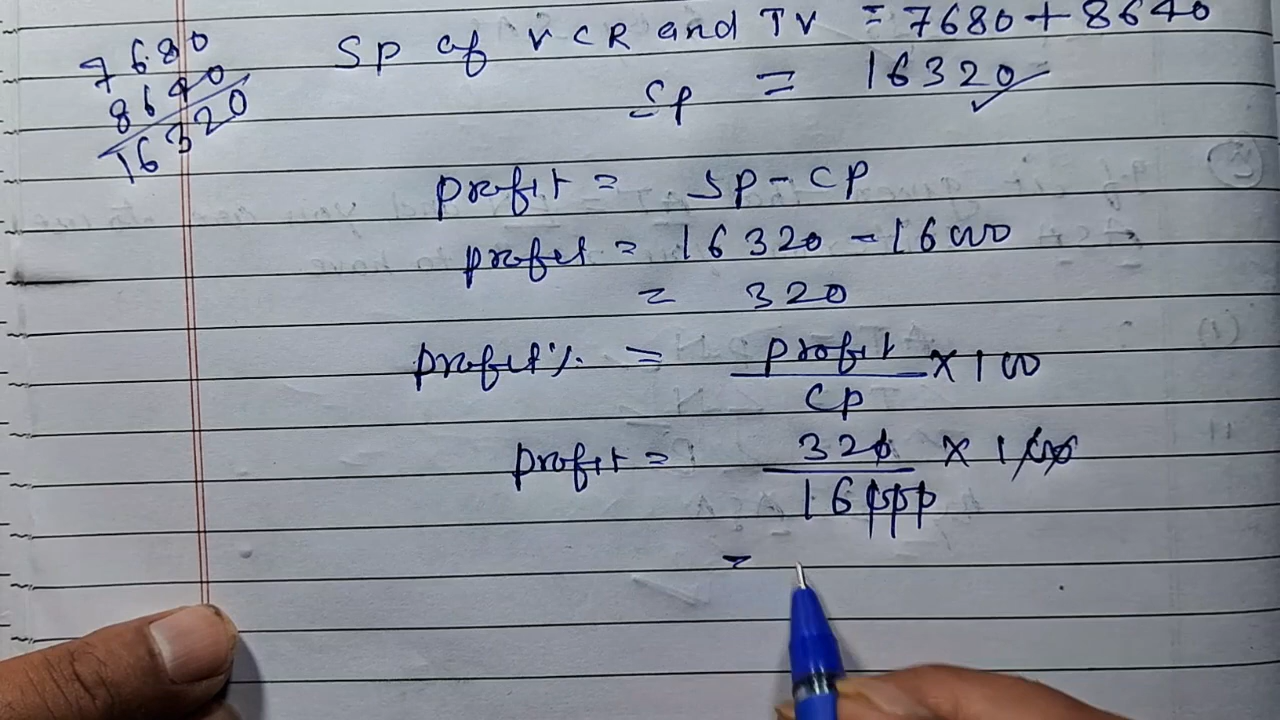 7680
8640
16320
SP of VCR and TV = 7680 + 8640
SP = 16320
profit = SP - CP
profit = 16320 - 16000
= 320
profit% = profit/CP × 100
profit = 320/16000 × 100
=